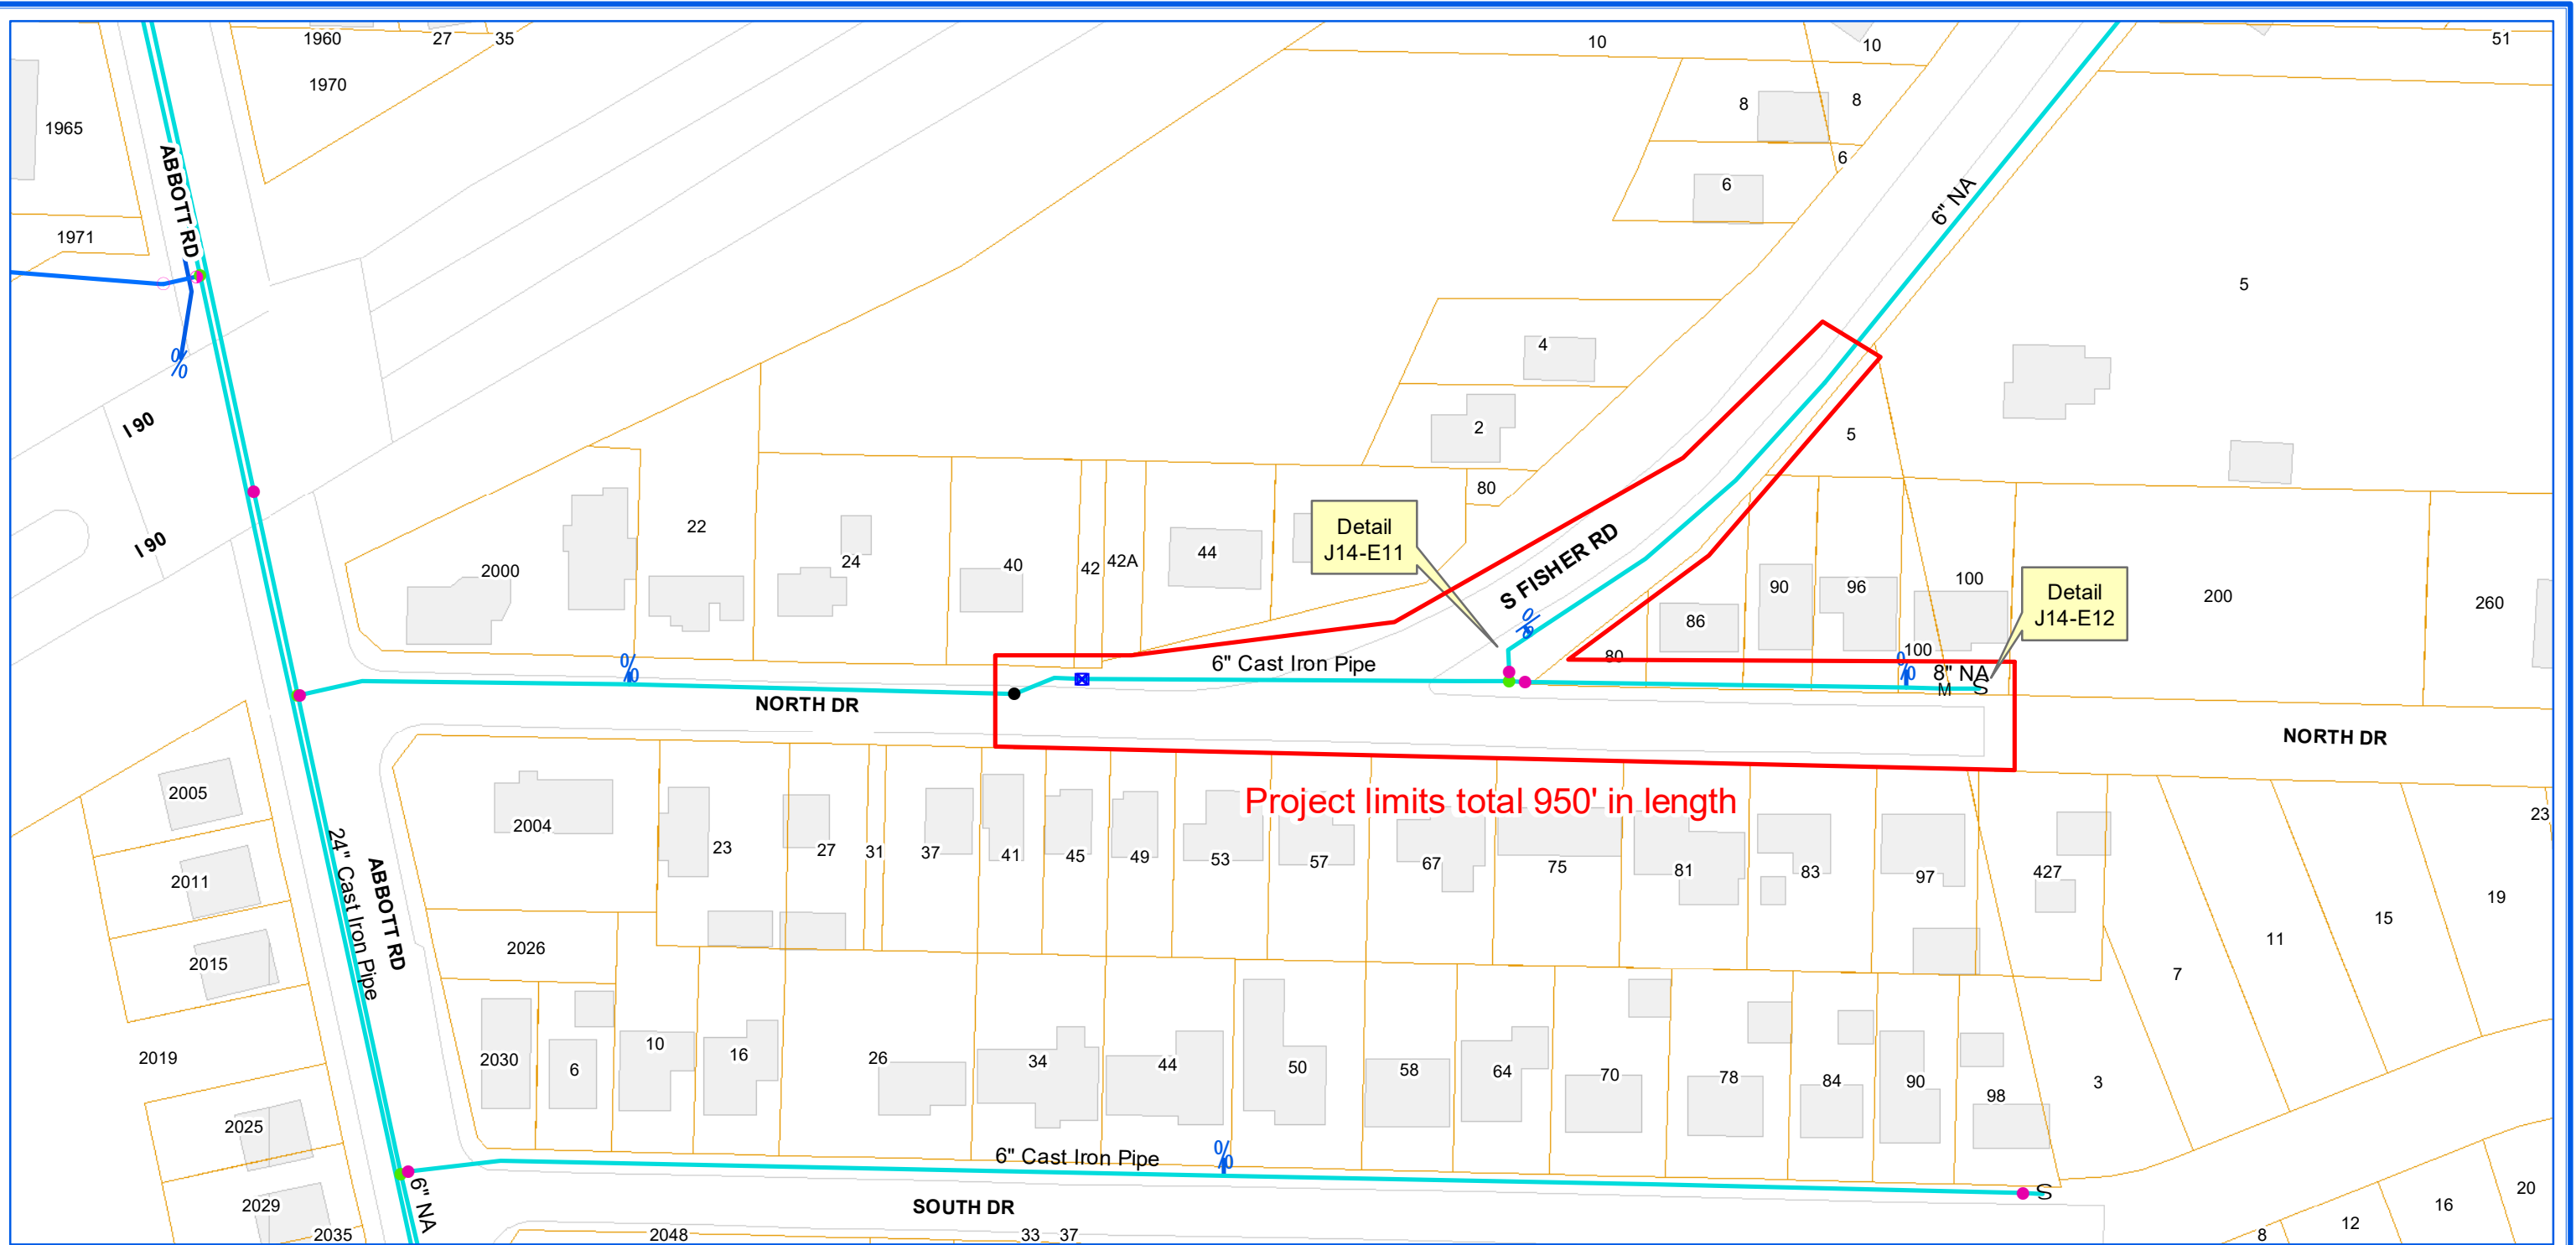 1960 27 35
10 10 51
1970
8 8
1965
6
ABBOTT RD
6
6" NA
1971
5
4
I 90
2
5
80
22
Detail
J14-E11
I 90
S FISHER RD
24
2000
40
42 42A
44
90 96 100
Detail
J14-E12
200 260
86
100
80
6" Cast Iron Pipe
8" NA
M S
NORTH DR
NORTH DR
2005
Project limits total 950' in length
23
2004
23 27 31 37 41 45 49 53 57 67 75 81 83 97 427
24" Cast Iron Pipe
ABBOTT RD
2011
19
15
11
2026
2015
7
2019
2030 6 10 16 26 34 44 50 58 64 70 78 84 90 98 3
2025
6" Cast Iron Pipe
6" NA
S
20
SOUTH DR
2029
16
12
2035
2048 33 37 8